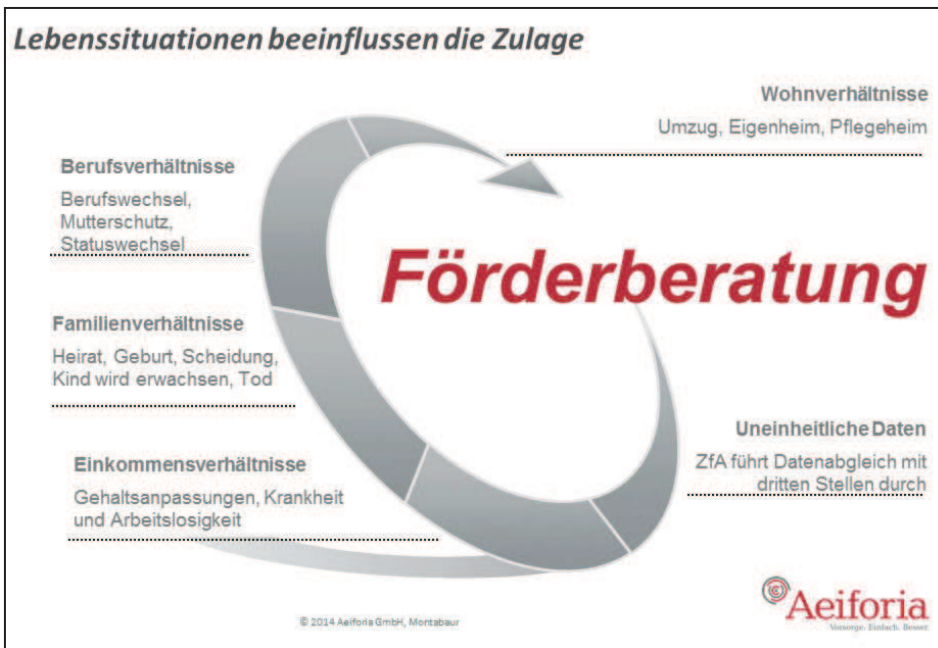 Lebenssituationen beeinflussen die Zulage
Wohnverhältnisse
Umzug, Eigenheim, Pflegeheim
Berufsverhältnisse
Berufswechsel,
Mutterschutz,
Statuswechsel
Förderberatung
Familienverhältnisse
Heirat, Geburt, Scheidung,
Kind wird erwachsen, Tod
Uneinheitliche Daten
ZfA führt Datenabgleich mit
dritten Stellen durch
Einkommensverhältnisse
Gehaltsanpassungen, Krankheit
und Arbeitslosigkeit
Aeiforia
Vorsorge. Einfach. Besser.
© 2014 Aeiforia GmbH, Montabaur